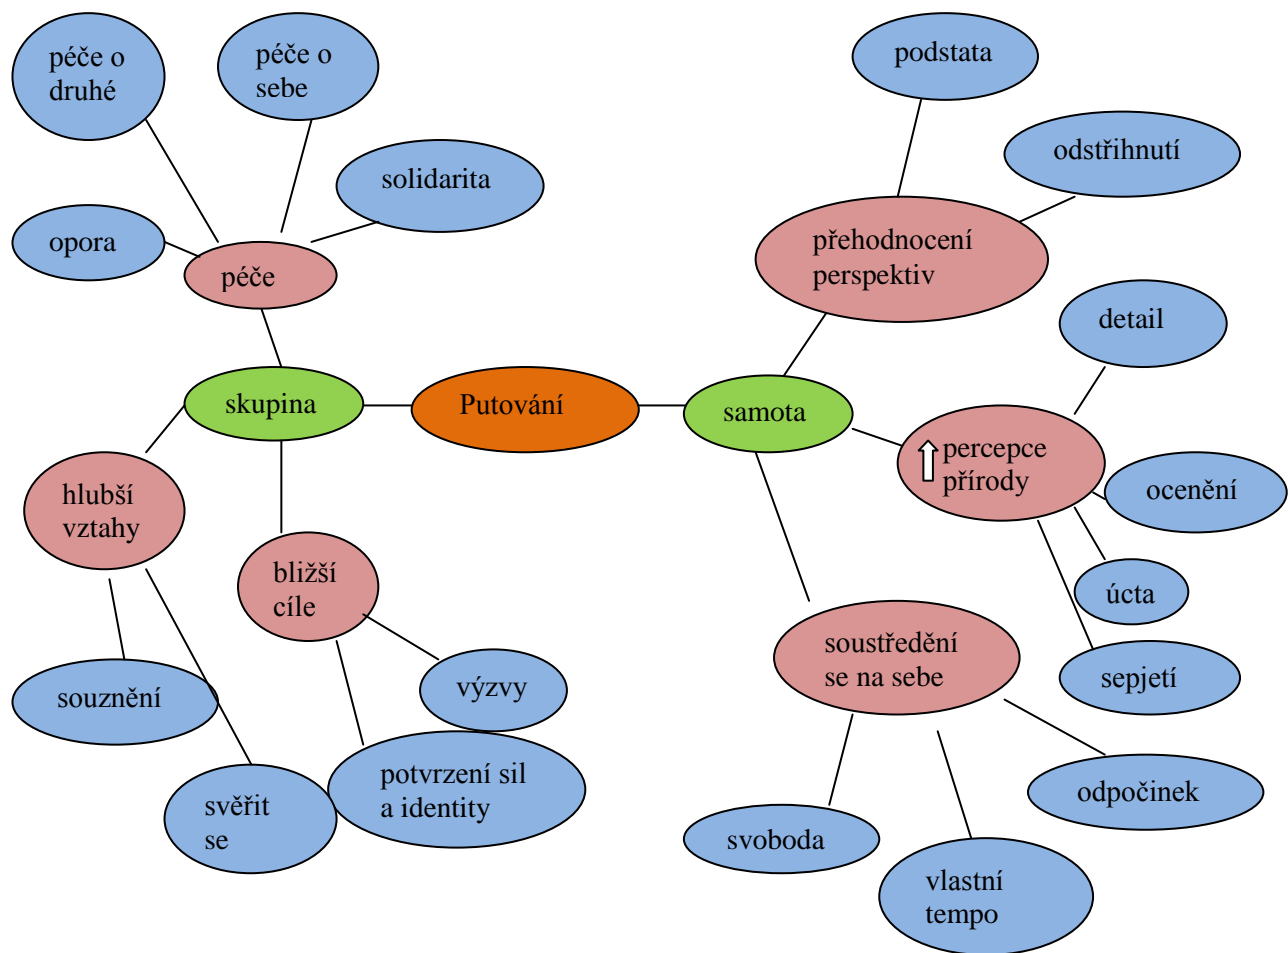 péče o
druhé
péče o
sebe
podstata
odstřihnutí
solidarita
opora
péče
přehodnocení
perspektiv
detail
skupina
Putování
samota
percepce
přírody
hlubší
vztahy
ocenění
bližší
cíle
úcta
soustředění
se na sebe
sepjetí
souznění
výzvy
potvrzení sil
a identity
odpočinek
svěřit
se
svoboda
vlastní
tempo